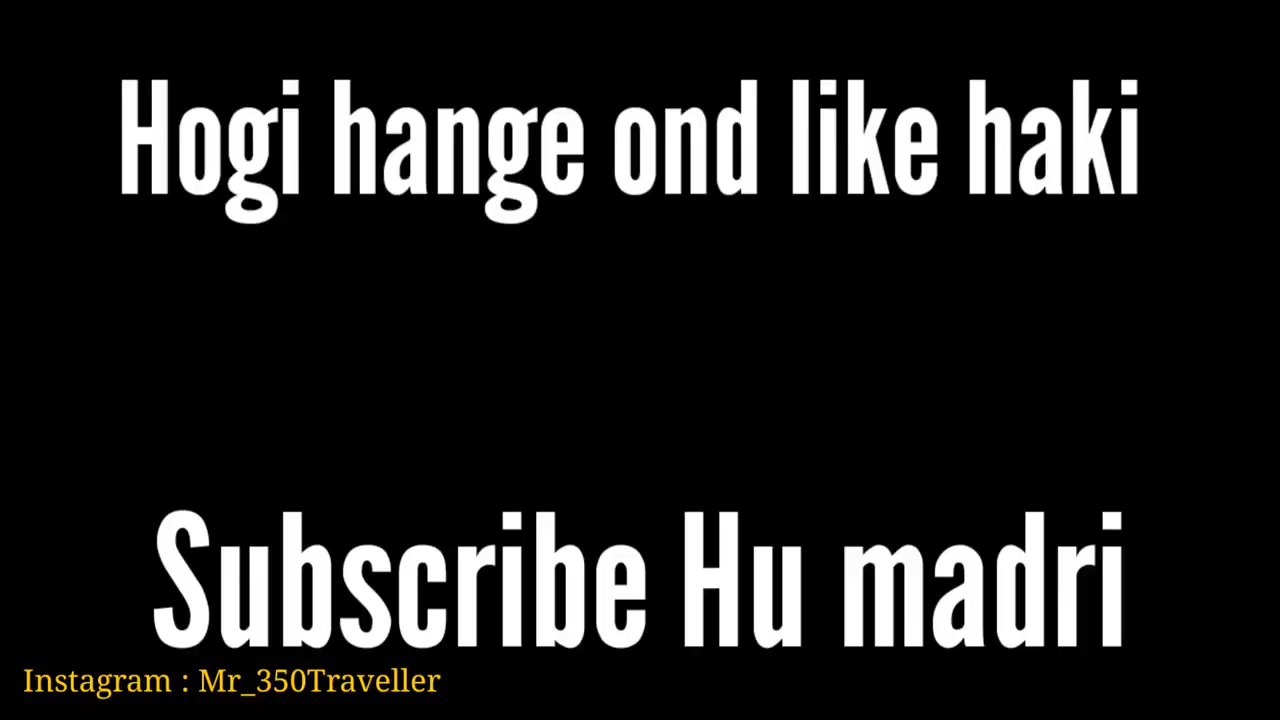 Hogi hange ond like haki
Subscribe Hu madri
Instagram : Mr_350Traveller